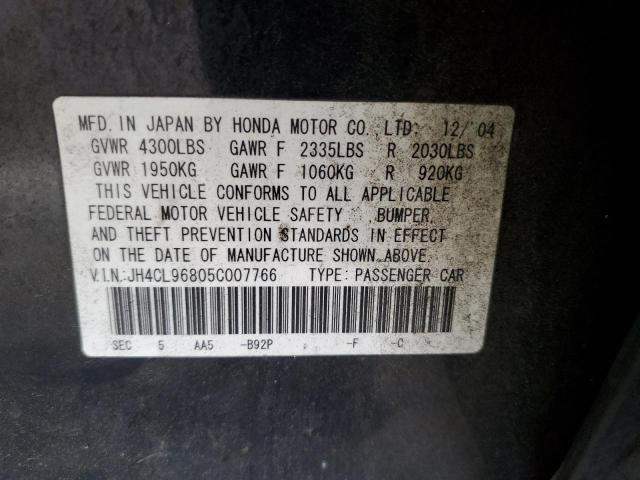 MFD. IN JAPAN BY HONDA MOTOR CO.,LTD: 12/'04
GVWR 4300LBS GAWR F 2335LBS R 2030LBS
GVWR 1950KG GAWR F 1060KG R 920KG
THIS VEHICLE CONFORMS TO ALL APPLICABLE
FEDERAL MOTOR VEHICLE SAFETY ,BUMPER,
AND THEFT PREVENTION STANDARDS IN EFFECT
ON THE DATE OF MANUFACTURE SHOWN ABOVE.
V.I.N.:JH4CL96805C007766 TYPE: PASSENGER CAR
SEC 5 AA5 -B92P , -F -C